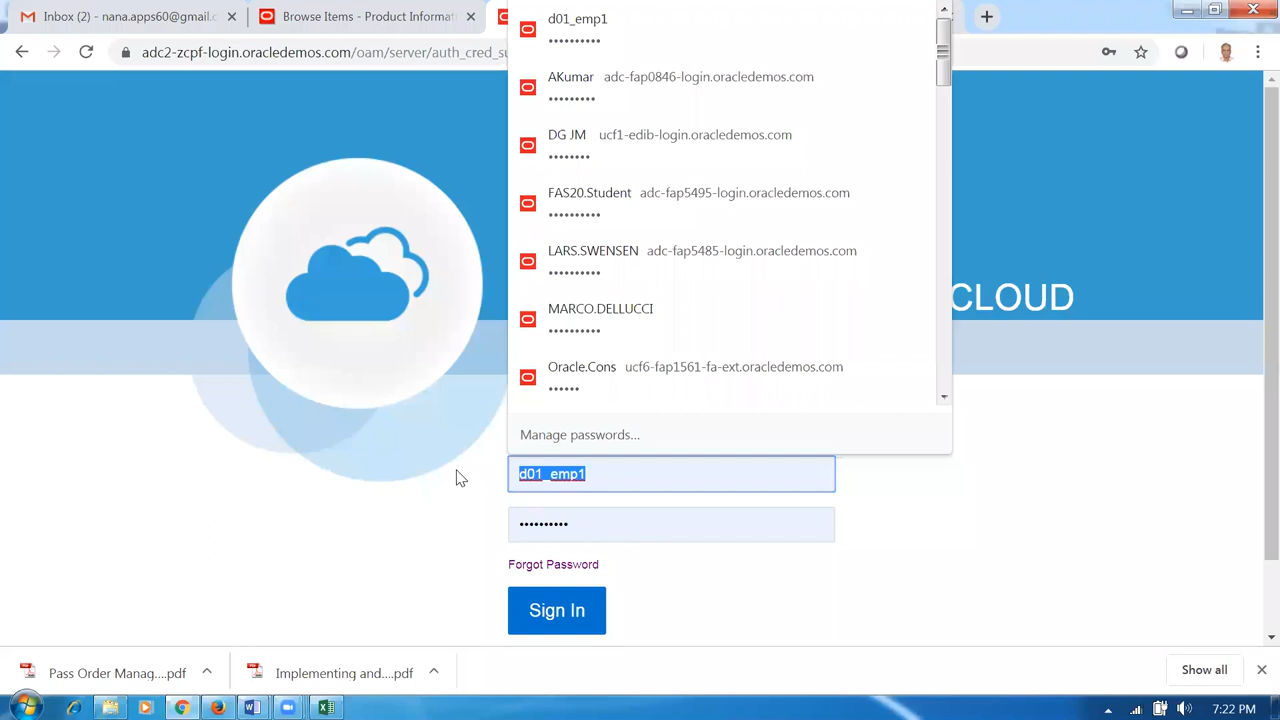 Inbox (2) - nana.apps60@gmail.c
Browse Items - Product Informat
adc2-zcpf-login.oracledemos.com/oam/server/auth_cred_su
d01_emp1
••••••••••
AKumar adc-fap0846-login.oracledemos.com
•••••••••
DG JM ucf1-edib-login.oracledemos.com
••••••••
FAS20.Student adc-fap5495-login.oracledemos.com
••••••••••
LARS.SWENSEN adc-fap5485-login.oracledemos.com
••••••••••
MARCO.DELLUCCI
••••••••••
Oracle.Cons ucf6-fap1561-fa-ext.oracledemos.com
••••••
Manage passwords...
CLOUD
d01_emp1
••••••••••
Forgot Password
Sign In
Pass Order Manag....pdf
Implementing and....pdf
Show all
7:22 PM